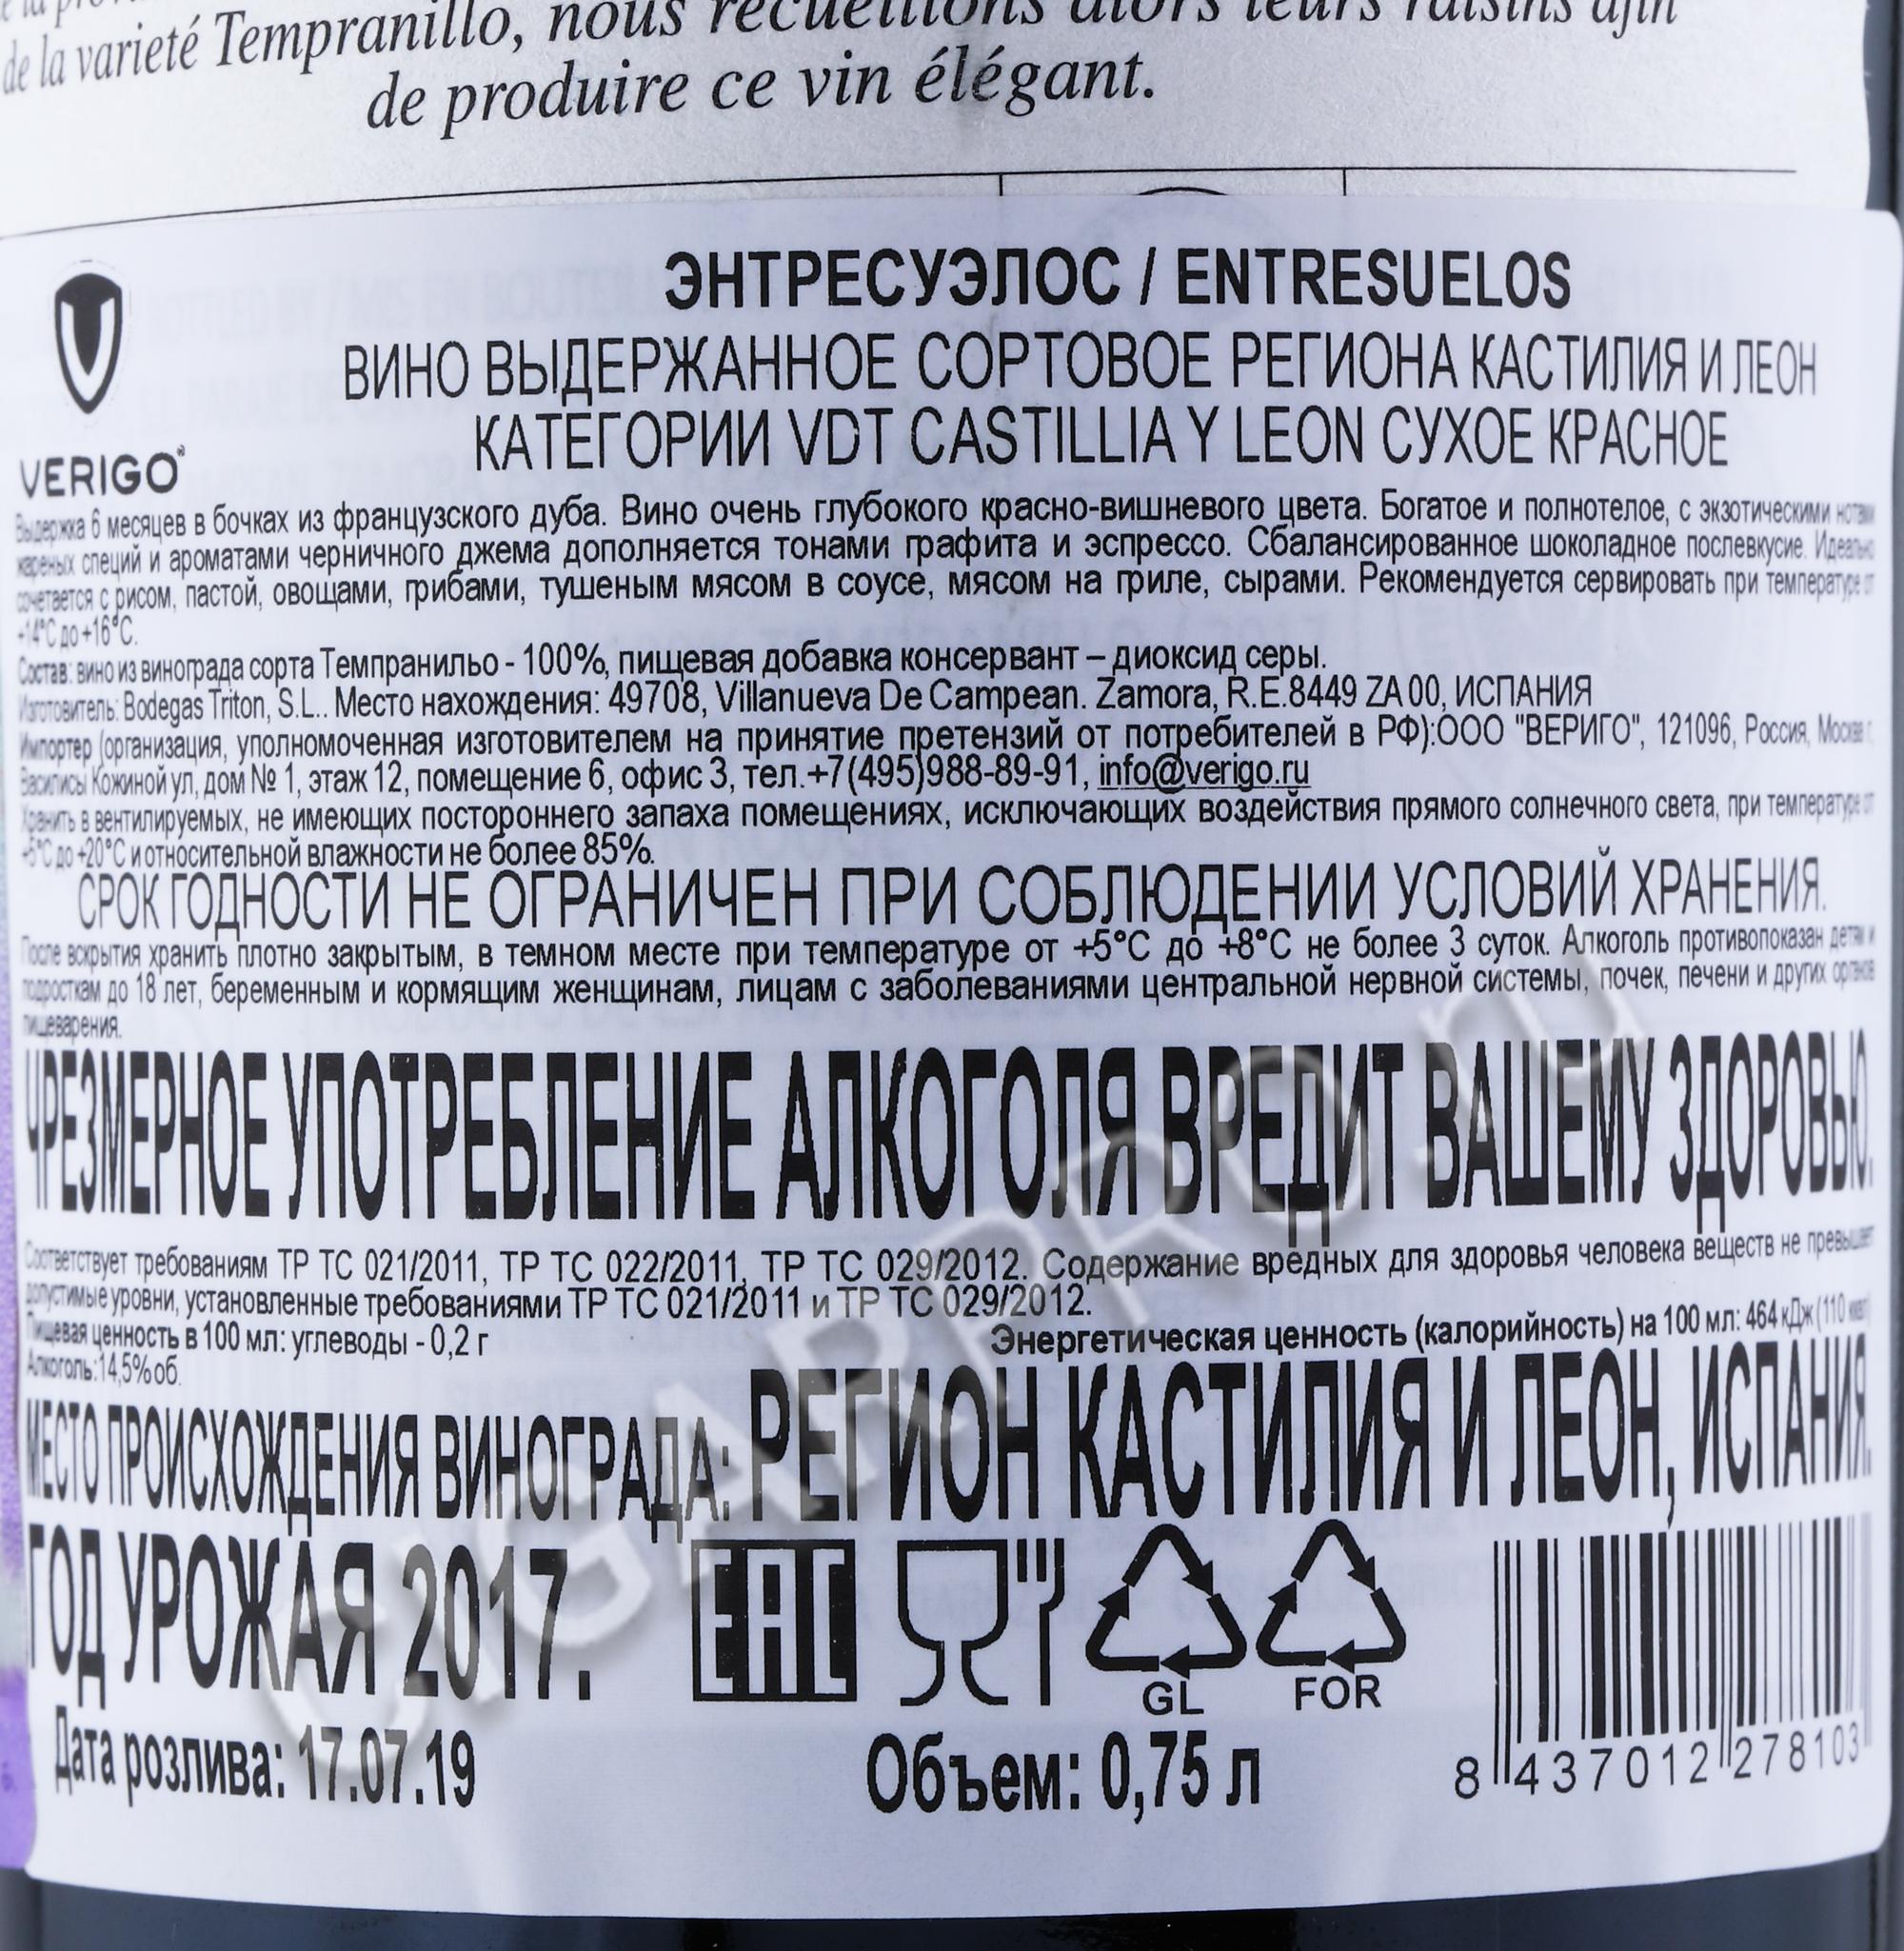 de la varieté Tempranillo, nous recueillons alors leurs raisins afin
de produire ce vin élégant.
VERIGO
ЭНТРЕСУЭЛОС / ENTRESUELOS
ВИНО ВЫДЕРЖАННОЕ СОРТОВОЕ РЕГИОНА КАСТИЛИЯ И ЛЕОН
КАТЕГОРИИ VDT CASTILLIA Y LEON СУХОЕ КРАСНОЕ
Выдержка 6 месяцев в бочках из французского дуба. Вино очень глубокого красно-вишневого цвета. Богатое и полнотелое, с экзотическими нотами
жареных специй и ароматами черничного джема дополняется тонами графита и эспрессо. Сбалансированное шоколадное послевкусие. Идеально
сочетается с рисом, пастой, овощами, грибами, тушеным мясом в соусе, мясом на гриле, сырами. Рекомендуется сервировать при температуре от
+14°C до +16°C.
Состав: вино из винограда сорта Темпранильо - 100%, пищевая добавка консервант – диоксид серы.
Изготовитель: Bodegas Triton, S.L.. Место нахождения: 49708, Villanueva De Campean. Zamora, R.E.8449 ZA 00, ИСПАНИЯ
Импортер (организация, уполномоченная изготовителем на принятие претензий от потребителей в РФ):ООО "ВЕРИГО", 121096, Россия, Москва г,
Василисы Кожиной ул, дом № 1, этаж 12, помещение 6, офис 3, тел.+7(495)988-89-91, info@verigo.ru
Хранить в вентилируемых, не имеющих постороннего запаха помещениях, исключающих воздействия прямого солнечного света, при температуре от
+5°C до +20°C и относительной влажности не более 85%.
СРОК ГОДНОСТИ НЕ ОГРАНИЧЕН ПРИ СОБЛЮДЕНИИ УСЛОВИЙ ХРАНЕНИЯ.
После вскрытия хранить плотно закрытым, в темном месте при температуре от +5°C до +8°C не более 3 суток. Алкоголь противопоказан детям и
подросткам до 18 лет, беременным и кормящим женщинам, лицам с заболеваниями центральной нервной системы, почек, печени и других органов
пищеварения.
ЧРЕЗМЕРНОЕ УПОТРЕБЛЕНИЕ АЛКОГОЛЯ ВРЕДИТ ВАШЕМУ ЗДОРОВЬЮ.
Соответствует требованиям ТР ТС 021/2011, ТР ТС 022/2011, ТР ТС 029/2012. Содержание вредных для здоровья человека веществ не превышает
допустимые уровни, установленные требованиями ТР ТС 021/2011 и ТР ТС 029/2012.
Пищевая ценность в 100 мл: углеводы - 0,2 г
Энергетическая ценность (калорийность) на 100 мл: 464 кДж (110 ккал)
Алкоголь:14,5% об.
МЕСТО ПРОИСХОЖДЕНИЯ ВИНОГРАДА: РЕГИОН КАСТИЛИЯ И ЛЕОН, ИСПАНИЯ.
ГОД УРОЖАЯ 2017.
EAC
GL
FOR
Дата розлива: 17.07.19
Объем: 0,75 л
8 437012 278103
CIGARPRO.ru